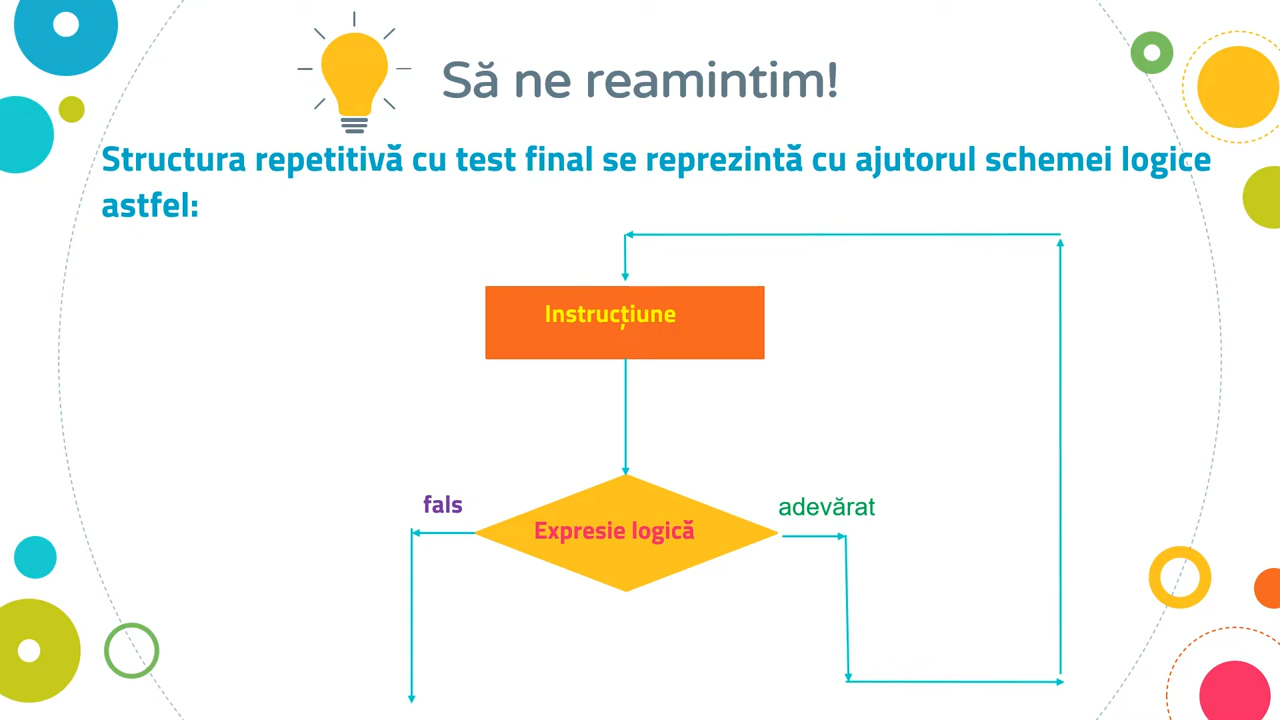 Să ne reamintim!
Structura repetitivă cu test final se reprezintă cu ajutorul schemei logice
astfel:
Instrucțiune
fals
adevărat
Expresie logică